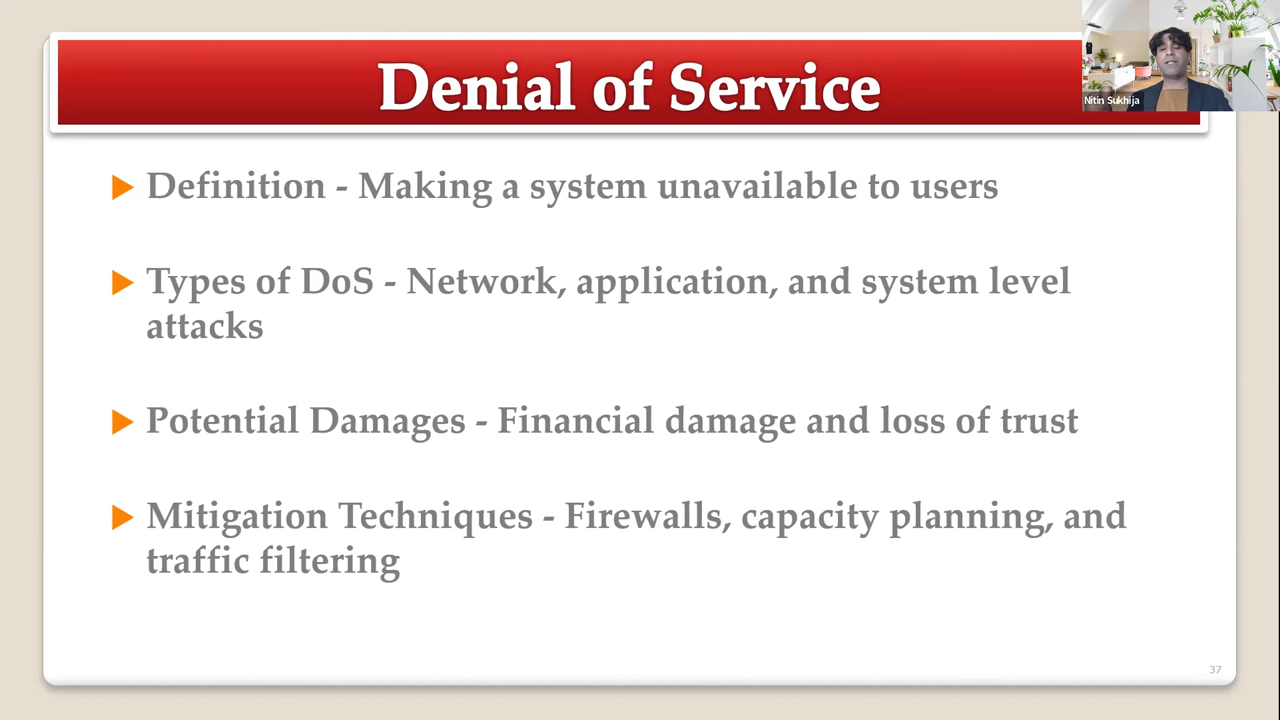 Denial of Service
Nitin Sukhija
Definition - Making a system unavailable to users
Types of DoS - Network, application, and system level
attacks
Potential Damages - Financial damage and loss of trust
Mitigation Techniques - Firewalls, capacity planning, and
traffic filtering
37